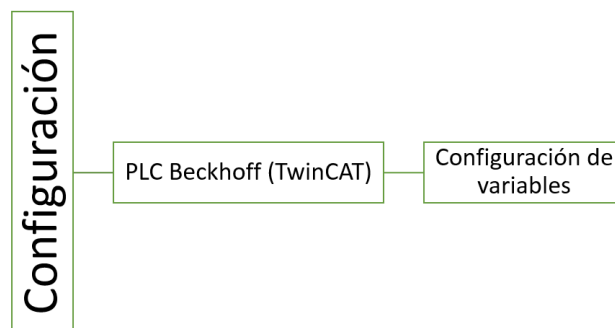 Configuración
PLC Beckhoff (TwinCAT)
Configuración de
variables